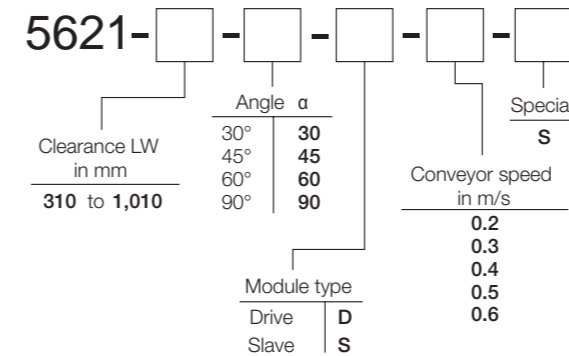 5621-
Clearance LW
in mm
310 to 1,010
Angle α
30° 30
45° 45
60° 60
90° 90
Module type
Drive D
Slave S
Conveyor speed
in m/s
0.2
0.3
0.4
0.5
0.6
Specia
S